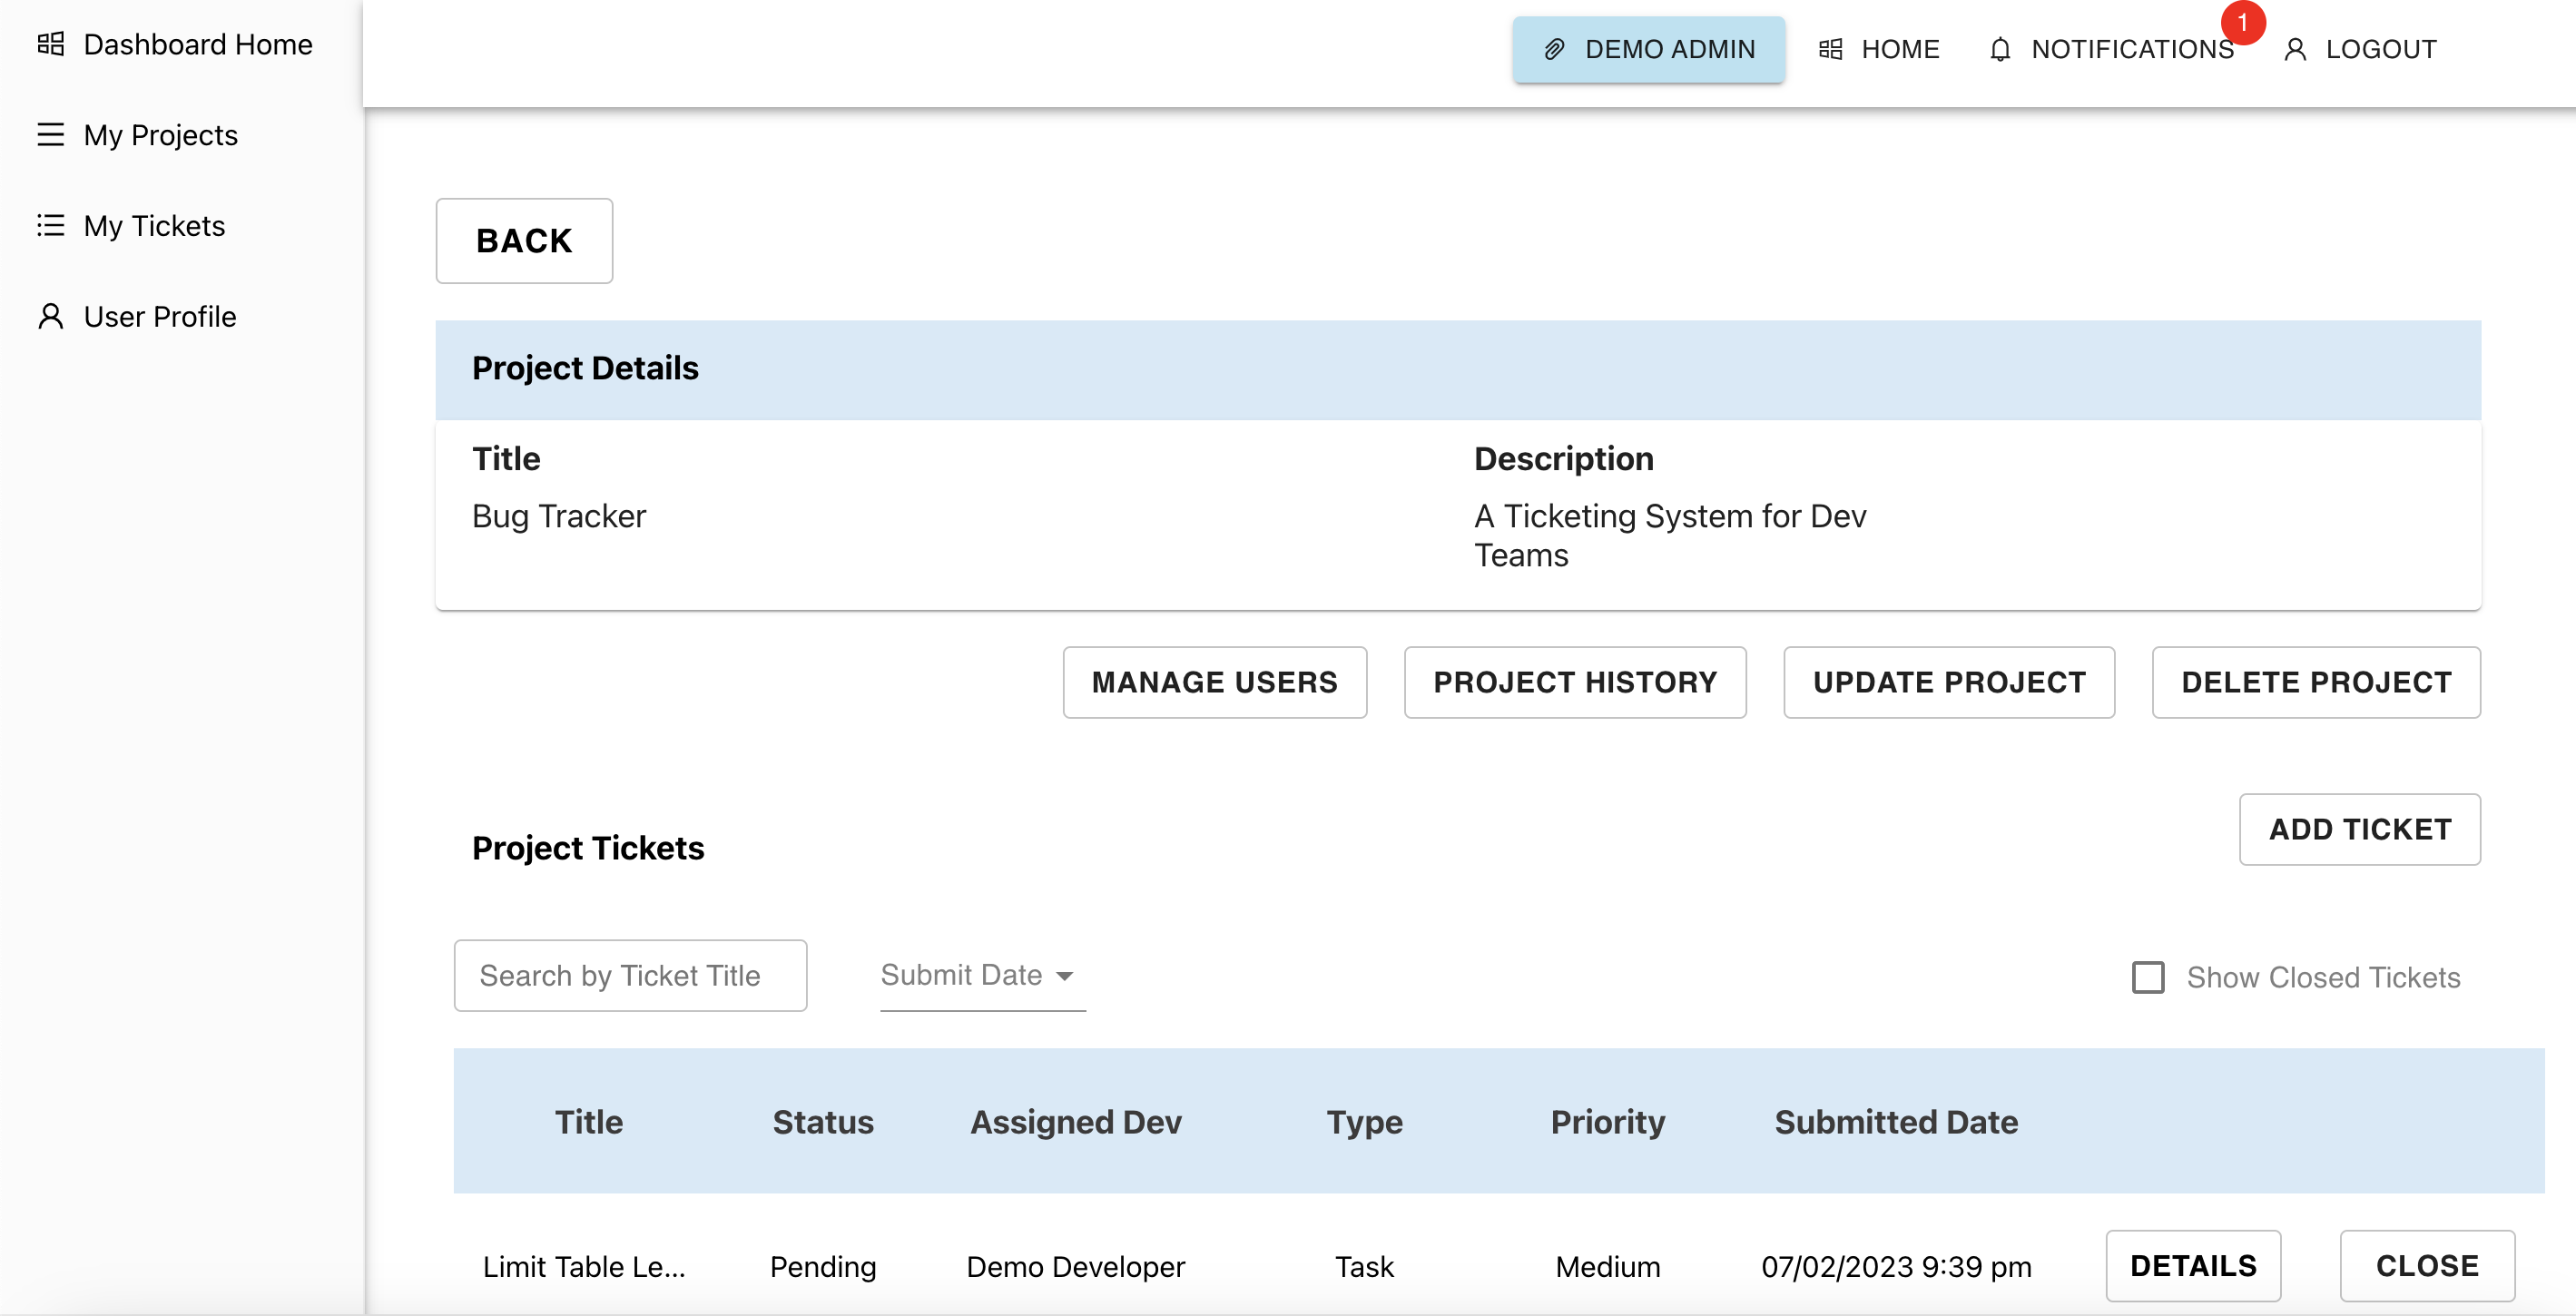 Dashboard Home
My Projects
My Tickets
User Profile
DEMO ADMIN HOME NOTIFICATIONS 1 LOGOUT
BACK
Project Details
Title Description
Bug Tracker A Ticketing System for Dev
Teams
MANAGE USERS PROJECT HISTORY UPDATE PROJECT DELETE PROJECT
ADD TICKET
Project Tickets
Search by Ticket Title Submit Date Show Closed Tickets
Title Status Assigned Dev Type Priority Submitted Date
Limit Table Le... Pending Demo Developer Task Medium 07/02/2023 9:39 pm DETAILS CLOSE